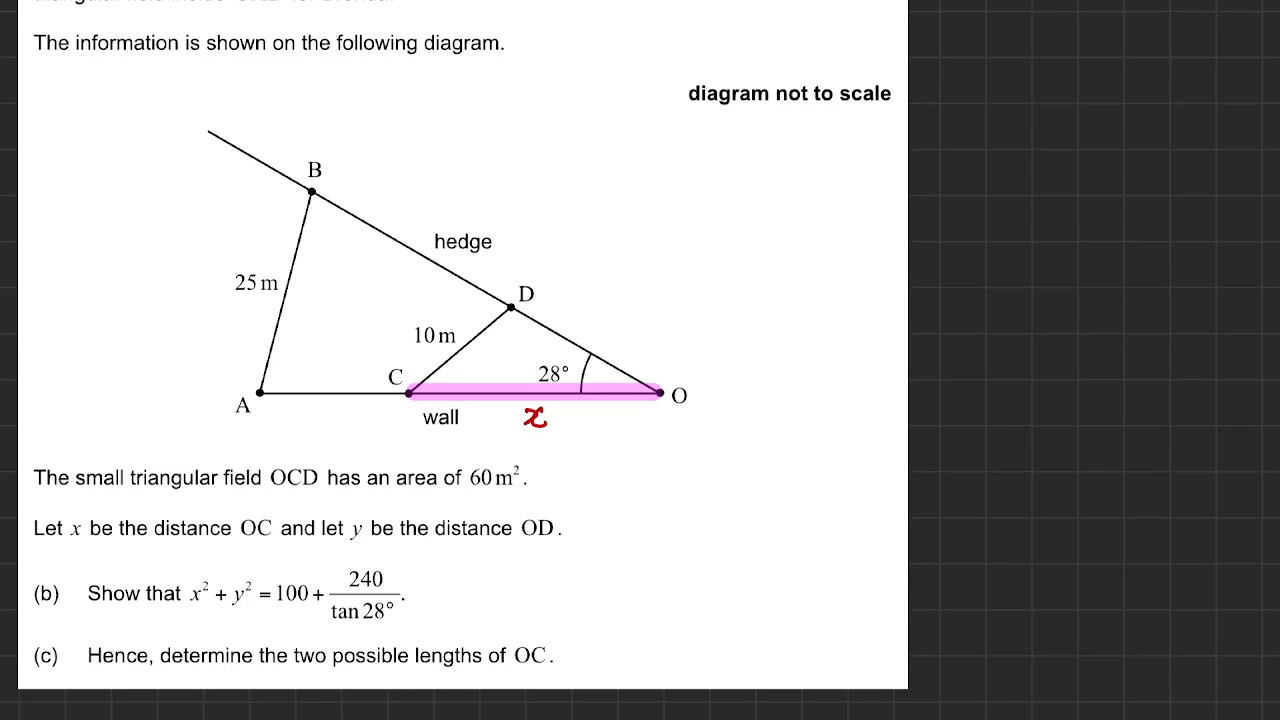 The information is shown on the following diagram.
diagram not to scale
B
hedge
25 m
D
10 m
C
28°
A
O
wall
x
The small triangular field OCD has an area of 60 m².
Let x be the distance OC and let y be the distance OD.
(b) Show that x² + y² = 100 + 240 / tan 28°.
(c) Hence, determine the two possible lengths of OC.